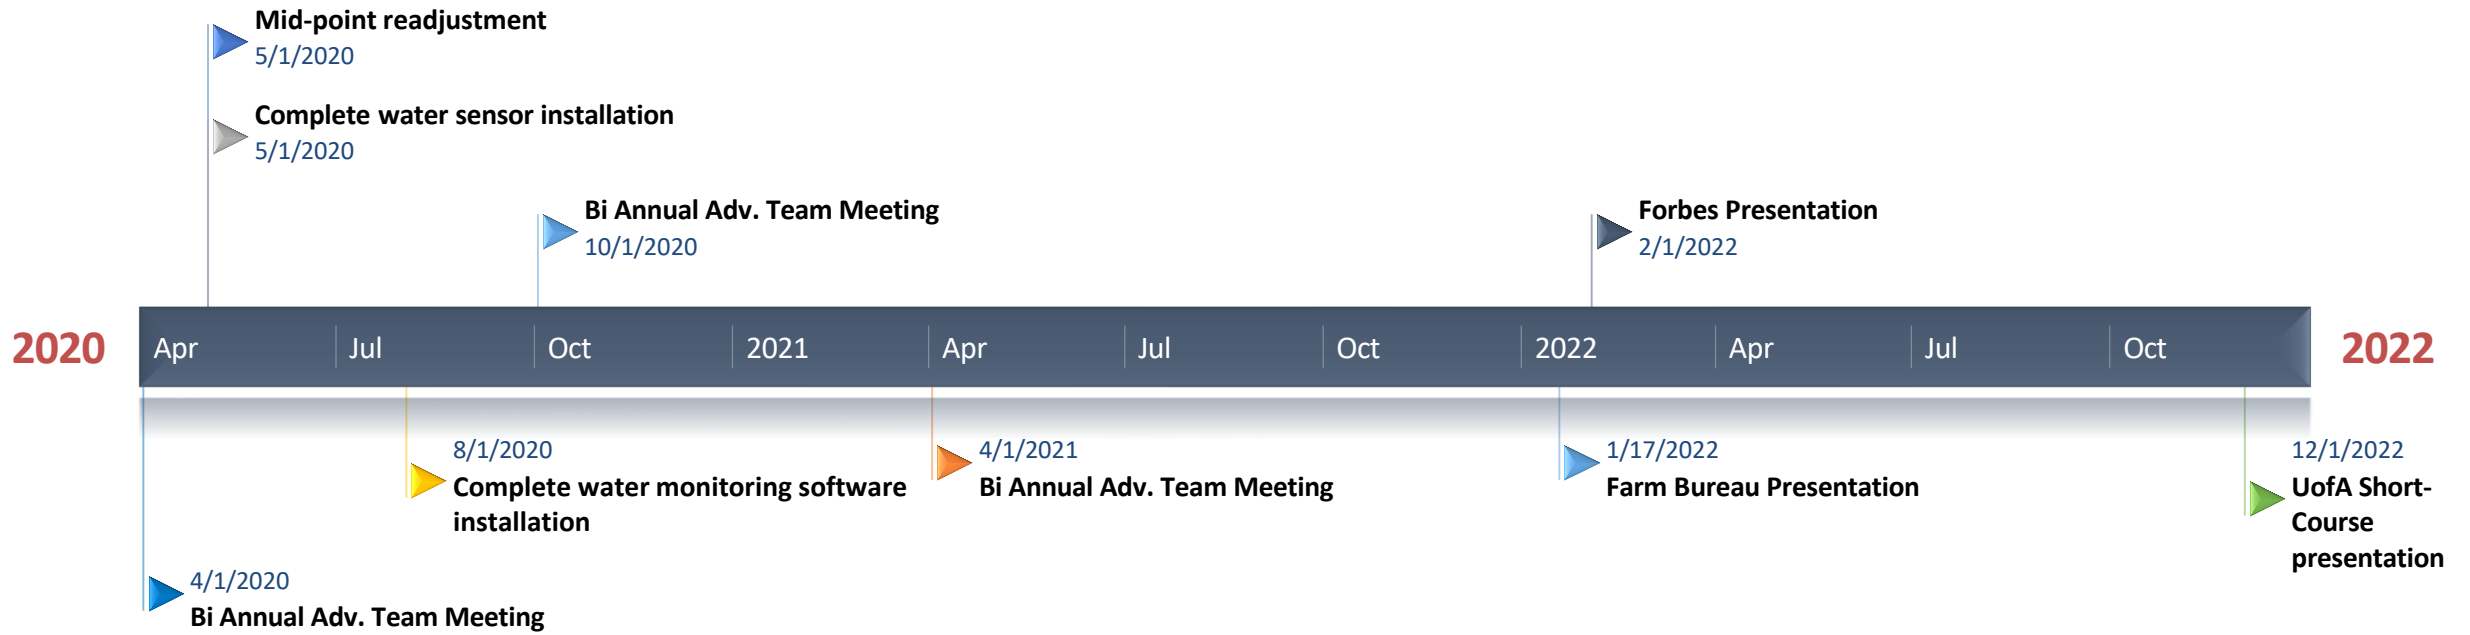 Mid-point readjustment
5/1/2020
Complete water sensor installation
5/1/2020
Bi Annual Adv. Team Meeting
10/1/2020
Forbes Presentation
2/1/2022
2020
Apr
Jul
Oct
2021
Apr
Jul
Oct
2022
Apr
Jul
Oct
2022
8/1/2020
Complete water monitoring software
installation
4/1/2021
Bi Annual Adv. Team Meeting
1/17/2022
Farm Bureau Presentation
12/1/2022
UofA Short-
Course
presentation
4/1/2020
Bi Annual Adv. Team Meeting